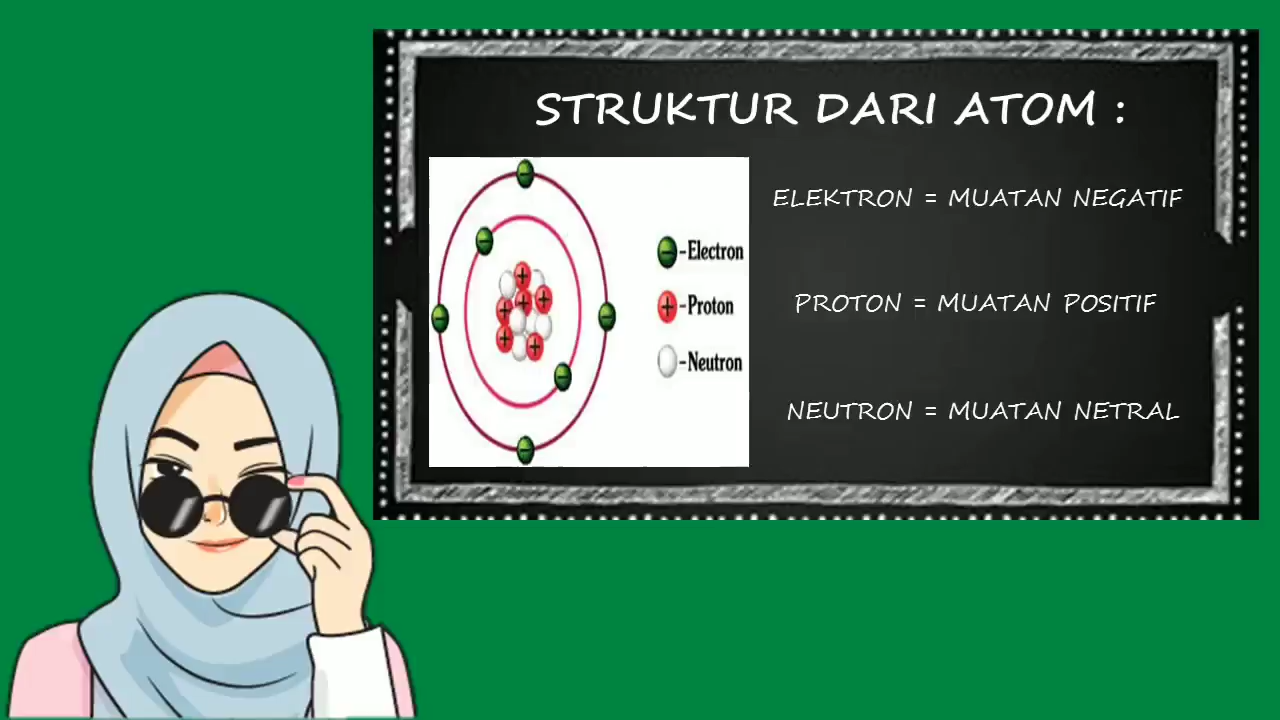 STRUKTUR DARI ATOM :
-Electron
-Proton
-Neutron
ELEKTRON = MUATAN NEGATIF
PROTON = MUATAN POSITIF
NEUTRON = MUATAN NETRAL